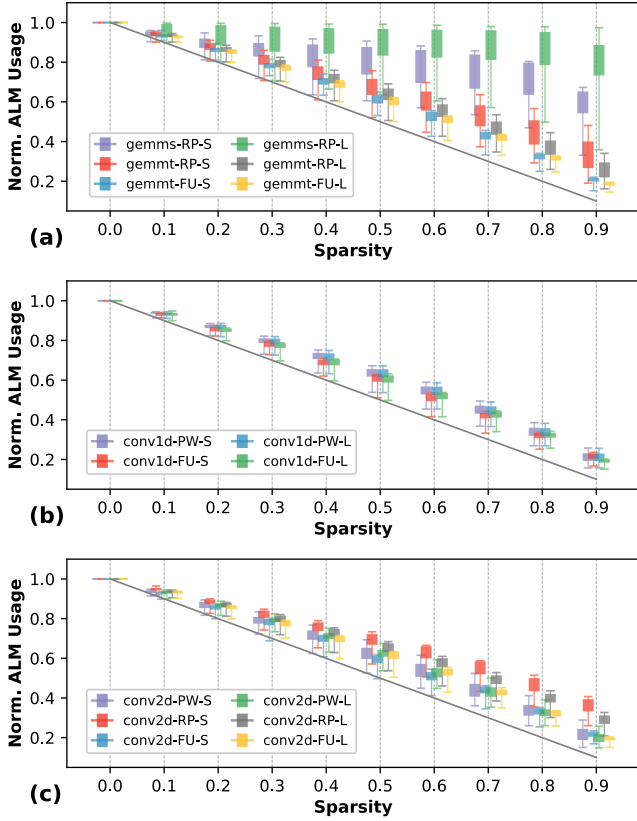 Norm. ALM Usage
1.0
0.8
0.6
0.4
0.2
gemms-RP-S gemms-RP-L
gemmt-RP-S gemmt-RP-L
gemmt-FU-S gemmt-FU-L
0.0 0.1 0.2 0.3 0.4 0.5 0.6 0.7 0.8 0.9
Sparsity
(a)
Norm. ALM Usage
1.0
0.8
0.6
0.4
0.2
conv1d-PW-S conv1d-PW-L
conv1d-FU-S conv1d-FU-L
0.0 0.1 0.2 0.3 0.4 0.5 0.6 0.7 0.8 0.9
Sparsity
(b)
Norm. ALM Usage
1.0
0.8
0.6
0.4
0.2
conv2d-PW-S conv2d-PW-L
conv2d-RP-S conv2d-RP-L
conv2d-FU-S conv2d-FU-L
0.0 0.1 0.2 0.3 0.4 0.5 0.6 0.7 0.8 0.9
Sparsity
(c)